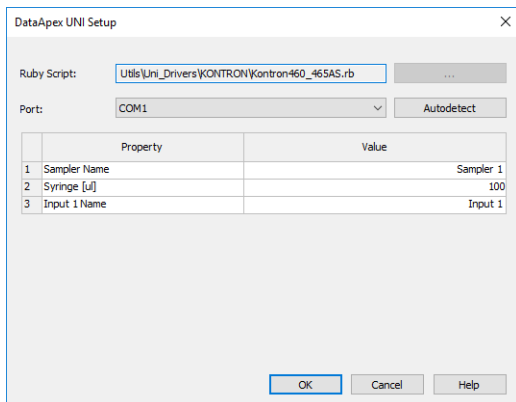 DataApex UNI Setup
Ruby Script: Utils\Uni_Drivers\KONTRON\Kontron460_465AS.rb ...
Port: COM1 Autodetect
Property Value
1 Sampler Name Sampler 1
2 Syringe [ul] 100
3 Input 1 Name Input 1
OK Cancel Help